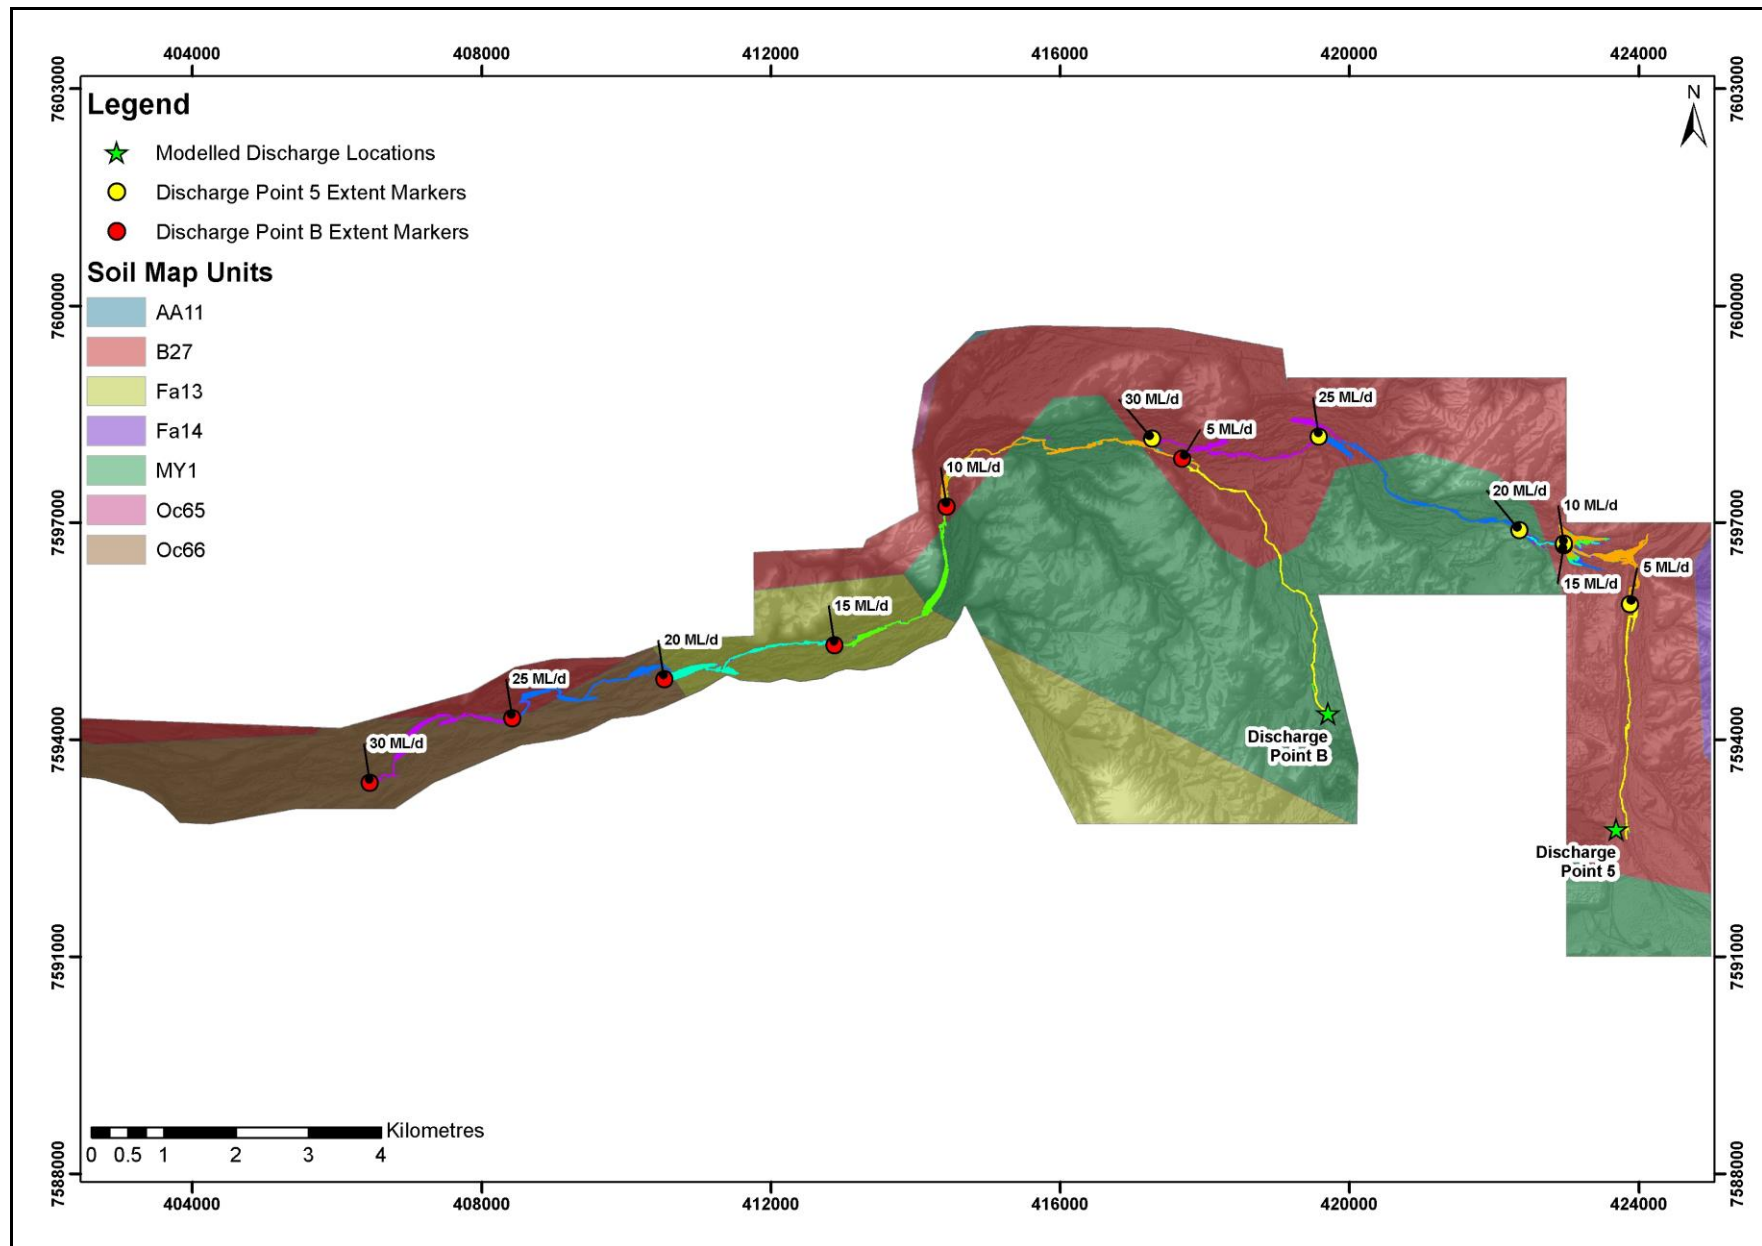 404000 408000 412000 416000 420000 424000
7603000 7603000
N
Legend
Modelled Discharge Locations
Discharge Point 5 Extent Markers
Discharge Point B Extent Markers
Soil Map Units
AA11
B27
Fa13
Fa14
MY1
Oc65
Oc66
7600000 7600000
30 ML/d
25 ML/d
5 ML/d
10 ML/d
20 ML/d
10 ML/d
7597000 7597000
5 ML/d
15 ML/d
15 ML/d
20 ML/d
25 ML/d
30 ML/d
7594000 7594000
Discharge
Point B
Discharge
Point 5
7591000 7591000
Kilometres
0 0.5 1 2 3 4
7588000 7588000
404000 408000 412000 416000 420000 424000